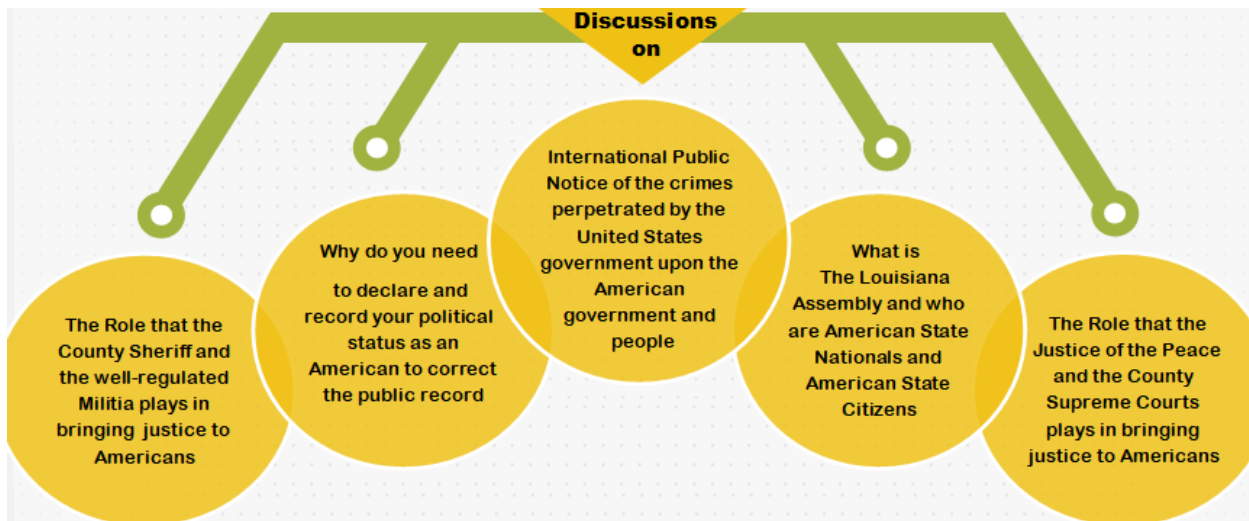 Discussions
on
The Role that the
County Sheriff and
the well-regulated
Militia plays in
bringing justice to
Americans
Why do you need
to declare and
record your political
status as an
American to correct
the public record
International Public
Notice of the crimes
perpetrated by the
United States
government upon the
American
government and
people
What is
The Louisiana
Assembly and who
are American State
Nationals and
American State
Citizens
The Role that the
Justice of the Peace
and the County
Supreme Courts
plays in bringing
justice to Americans